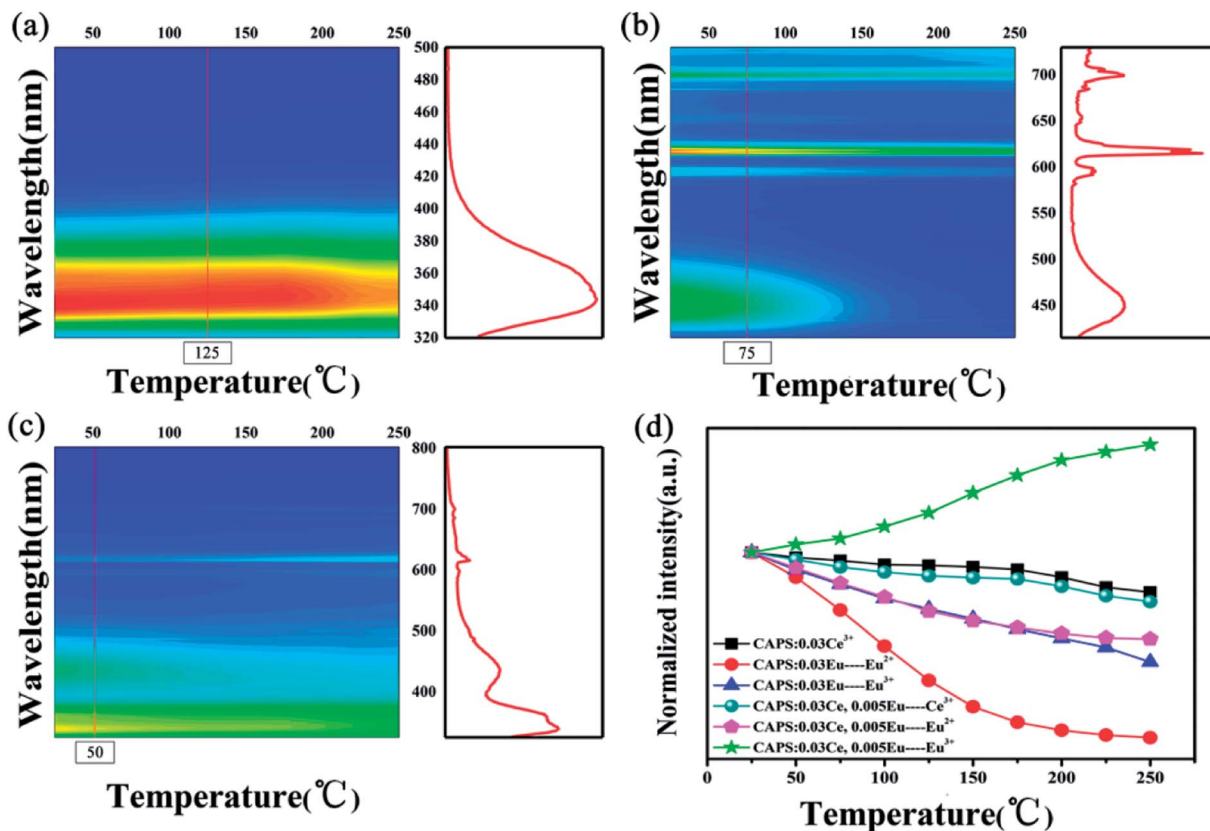 (a)
50 100 150 200 250
500
480
460
440
420
400
380
360
340
320
Wavelength(nm)
125
Temperature(℃)
(b)
50 100 150 200 250
700
650
600
550
500
450
Wavelength(nm)
75
Temperature(℃)
(c)
50 100 150 200 250
800
700
600
500
400
Wavelength(nm)
50
Temperature(℃)
(d)
Normalized intensity(a.u.)
CAPS:0.03Ce³⁺
CAPS:0.03Eu----Eu²⁺
CAPS:0.03Eu----Eu³⁺
CAPS:0.03Ce, 0.005Eu----Ce³⁺
CAPS:0.03Ce, 0.005Eu----Eu²⁺
CAPS:0.03Ce, 0.005Eu----Eu³⁺
0 50 100 150 200 250
Temperature(℃)